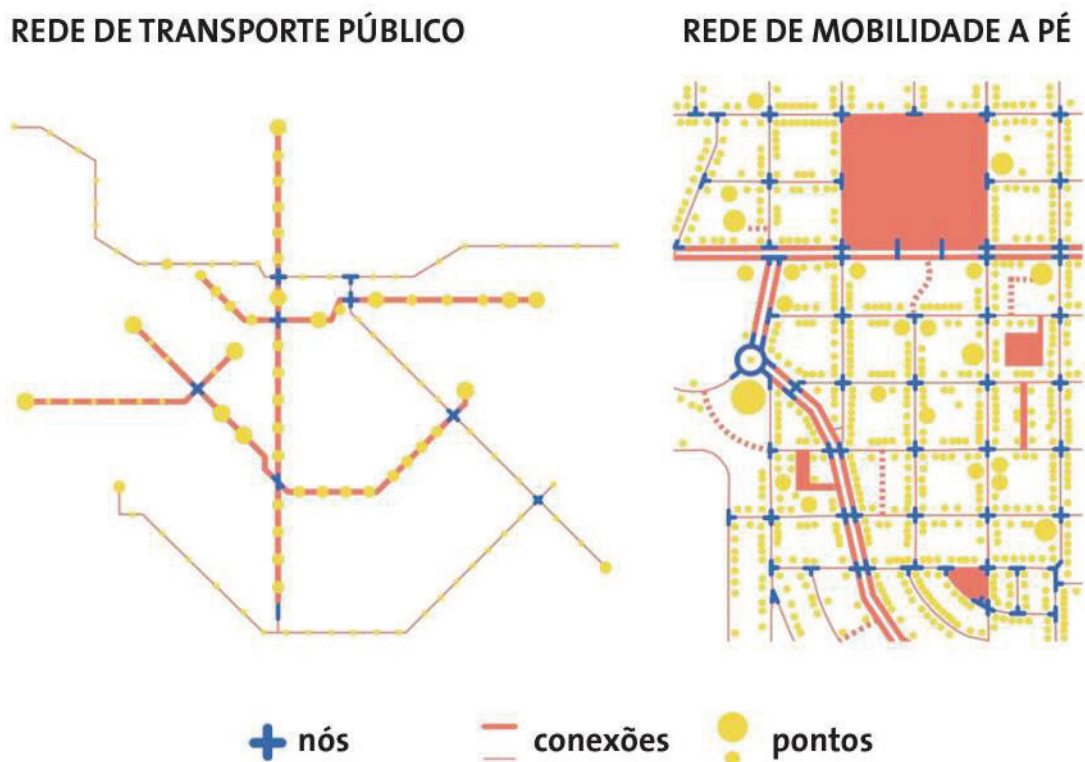 REDE DE TRANSPORTE PÚBLICO
REDE DE MOBILIDADE A PÉ
nós
conexões
pontos